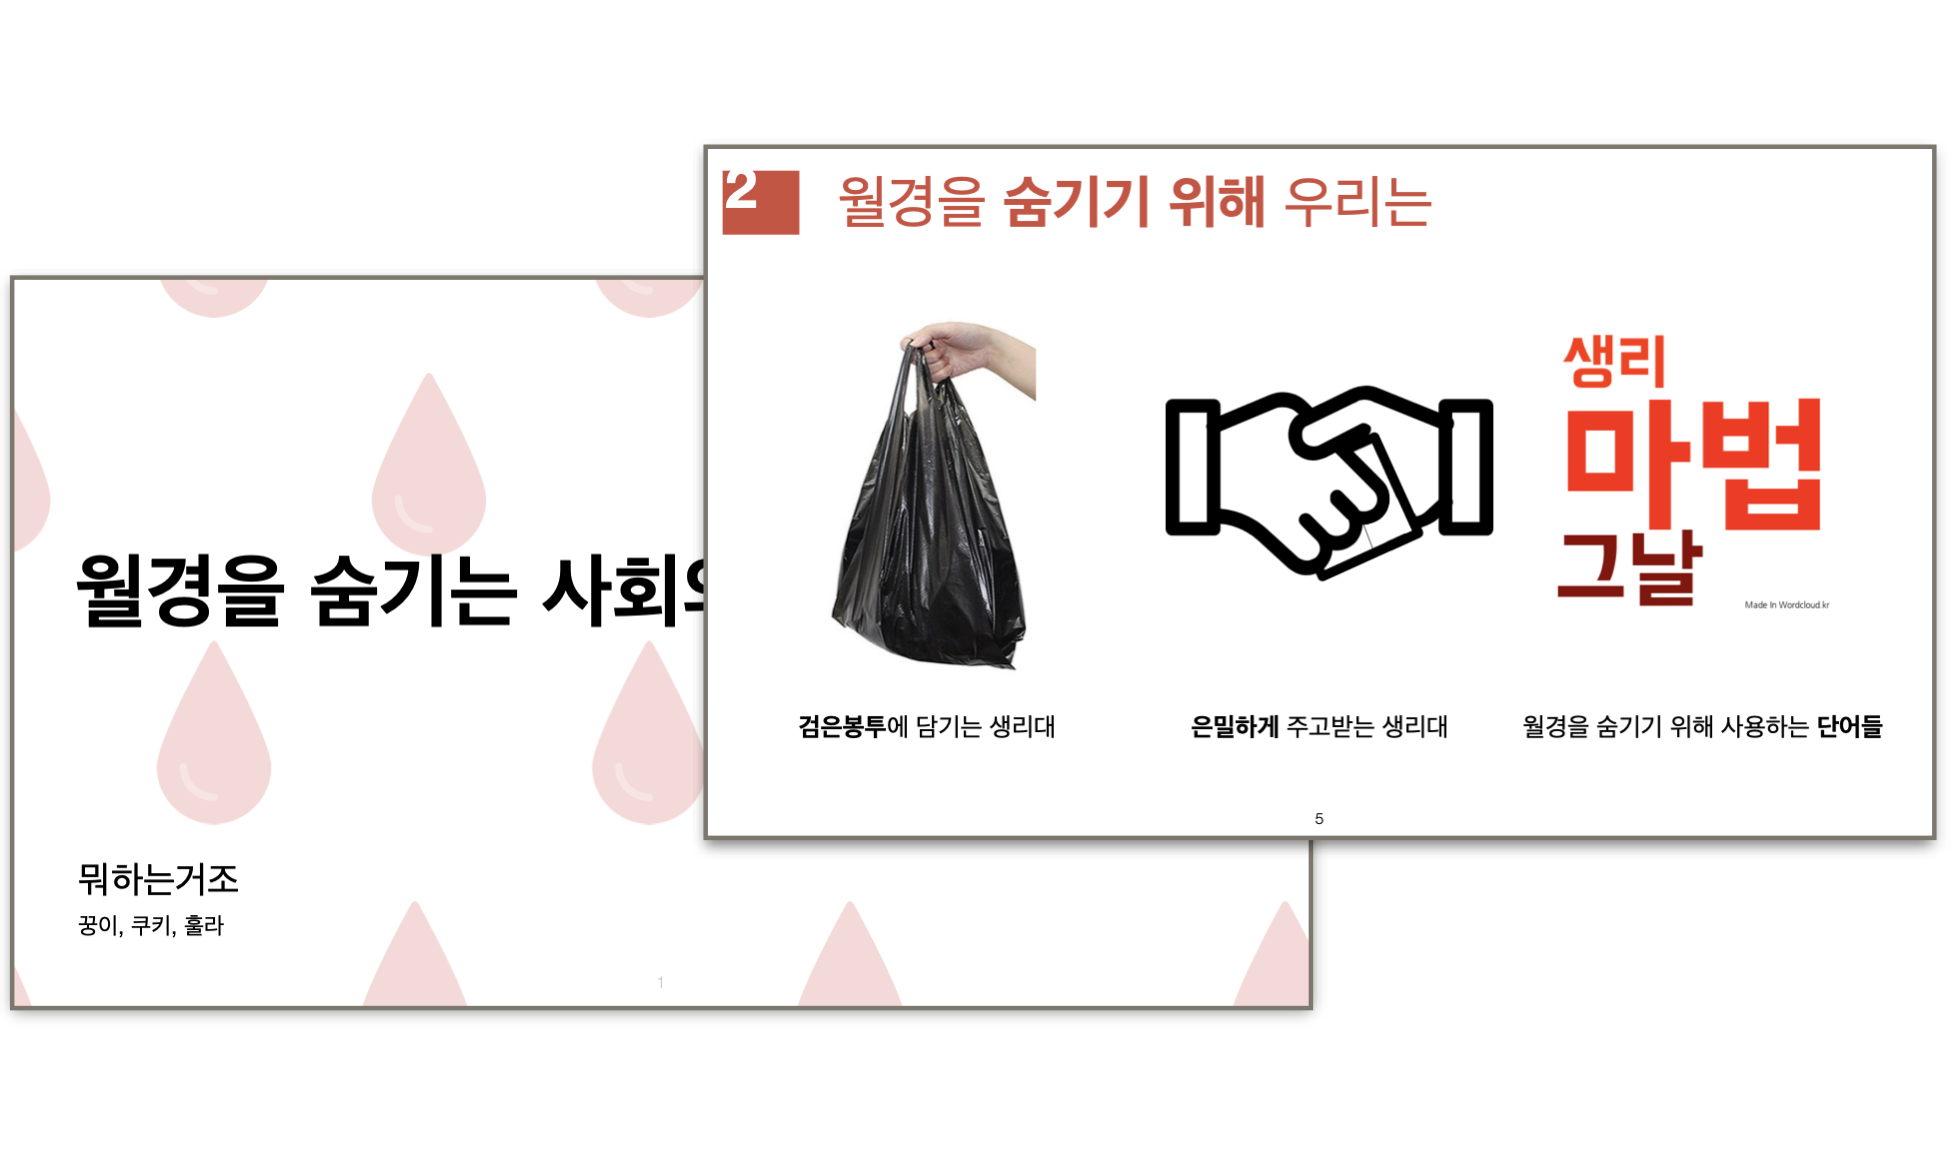 월경을 숨기는 사회
뭐하는거조
꿍이, 쿠키, 훌라
1
2
월경을 숨기기 위해 우리는
생리
마법
그날
Made In Wordcloud.kr
검은봉투에 담기는 생리대
은밀하게 주고받는 생리대
월경을 숨기기 위해 사용하는 단어들
5